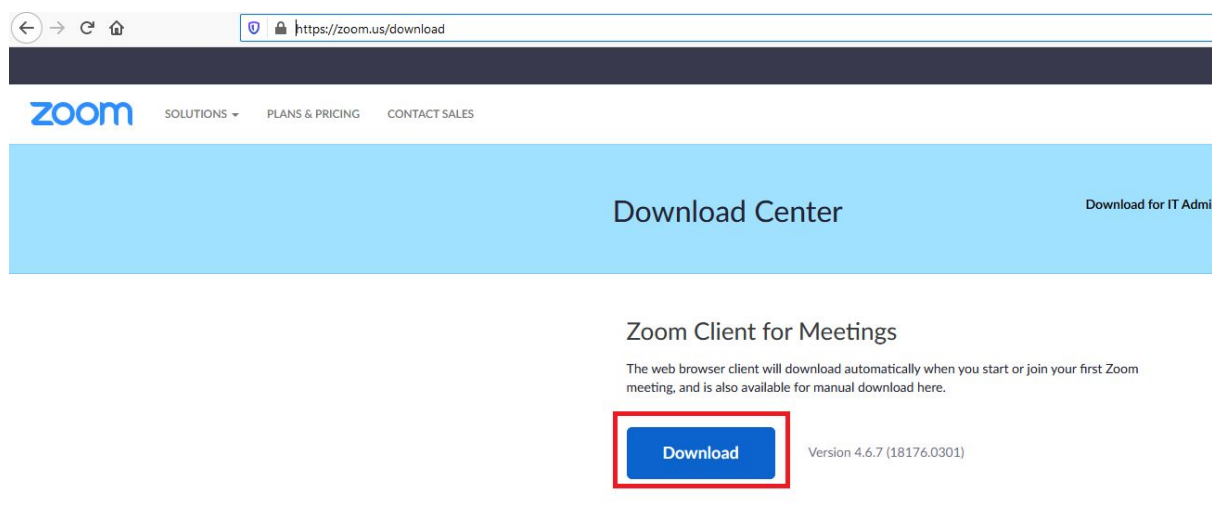 https://zoom.us/download
zoom SOLUTIONS PLANS & PRICING CONTACT SALES
Download Center
Download for IT Admi
Zoom Client for Meetings
The web browser client will download automatically when you start or join your first Zoom
meeting, and is also available for manual download here.
Download Version 4.6.7 (18176.0301)